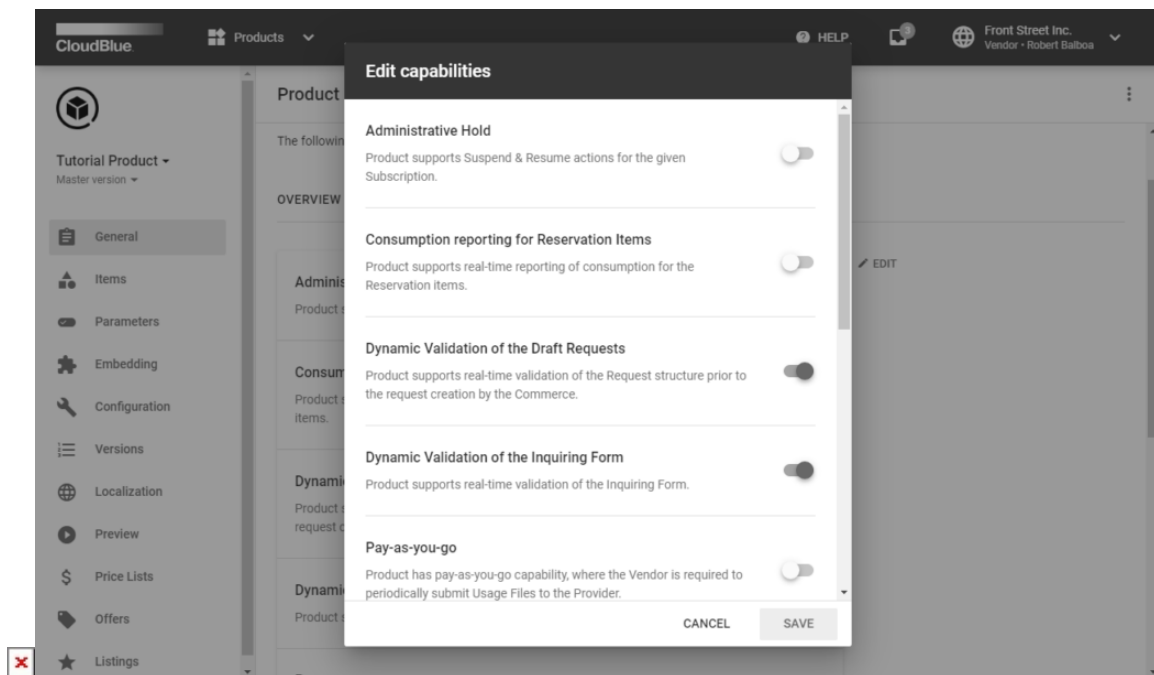 CloudBlue
Products
HELP
3
Front Street Inc.
Vendor • Robert Balboa
Tutorial Product
Master version
General
Items
Parameters
Embedding
Configuration
Versions
Localization
Preview
Price Lists
Offers
Listings
Product
The followin
OVERVIEW
EDIT
Adminis
Product s
Consum
Product s
items.
Dynami
Product s
request c
Dynami
Product s
Edit capabilities
Administrative Hold
Product supports Suspend & Resume actions for the given
Subscription.
Consumption reporting for Reservation Items
Product supports real-time reporting of consumption for the
Reservation items.
Dynamic Validation of the Draft Requests
Product supports real-time validation of the Request structure prior to
the request creation by the Commerce.
Dynamic Validation of the Inquiring Form
Product supports real-time validation of the Inquiring Form.
Pay-as-you-go
Product has pay-as-you-go capability, where the Vendor is required to
periodically submit Usage Files to the Provider.
CANCEL
SAVE